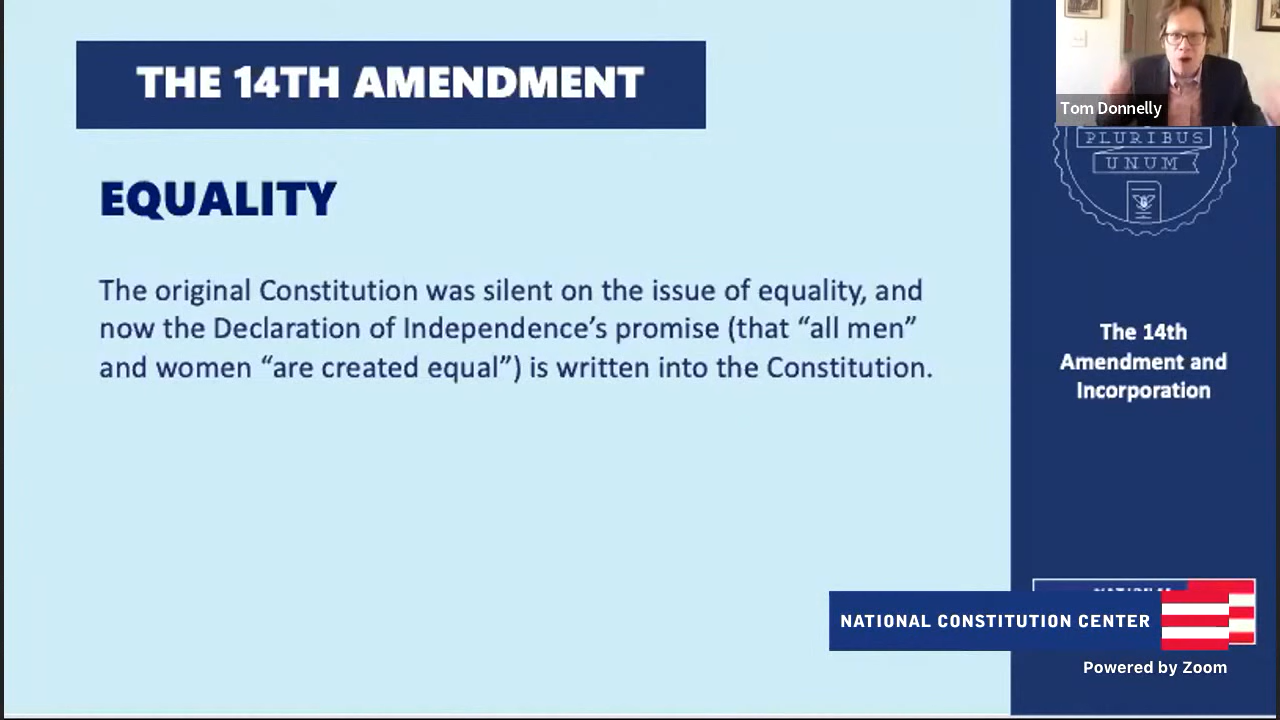 THE 14TH AMENDMENT
EQUALITY
The original Constitution was silent on the issue of equality, and
now the Declaration of Independence’s promise (that “all men”
and women “are created equal”) is written into the Constitution.
Tom Donnelly
PLURIBUS
UNUM
The 14th
Amendment and
Incorporation
NATIONAL CONSTITUTION CENTER
Powered by Zoom